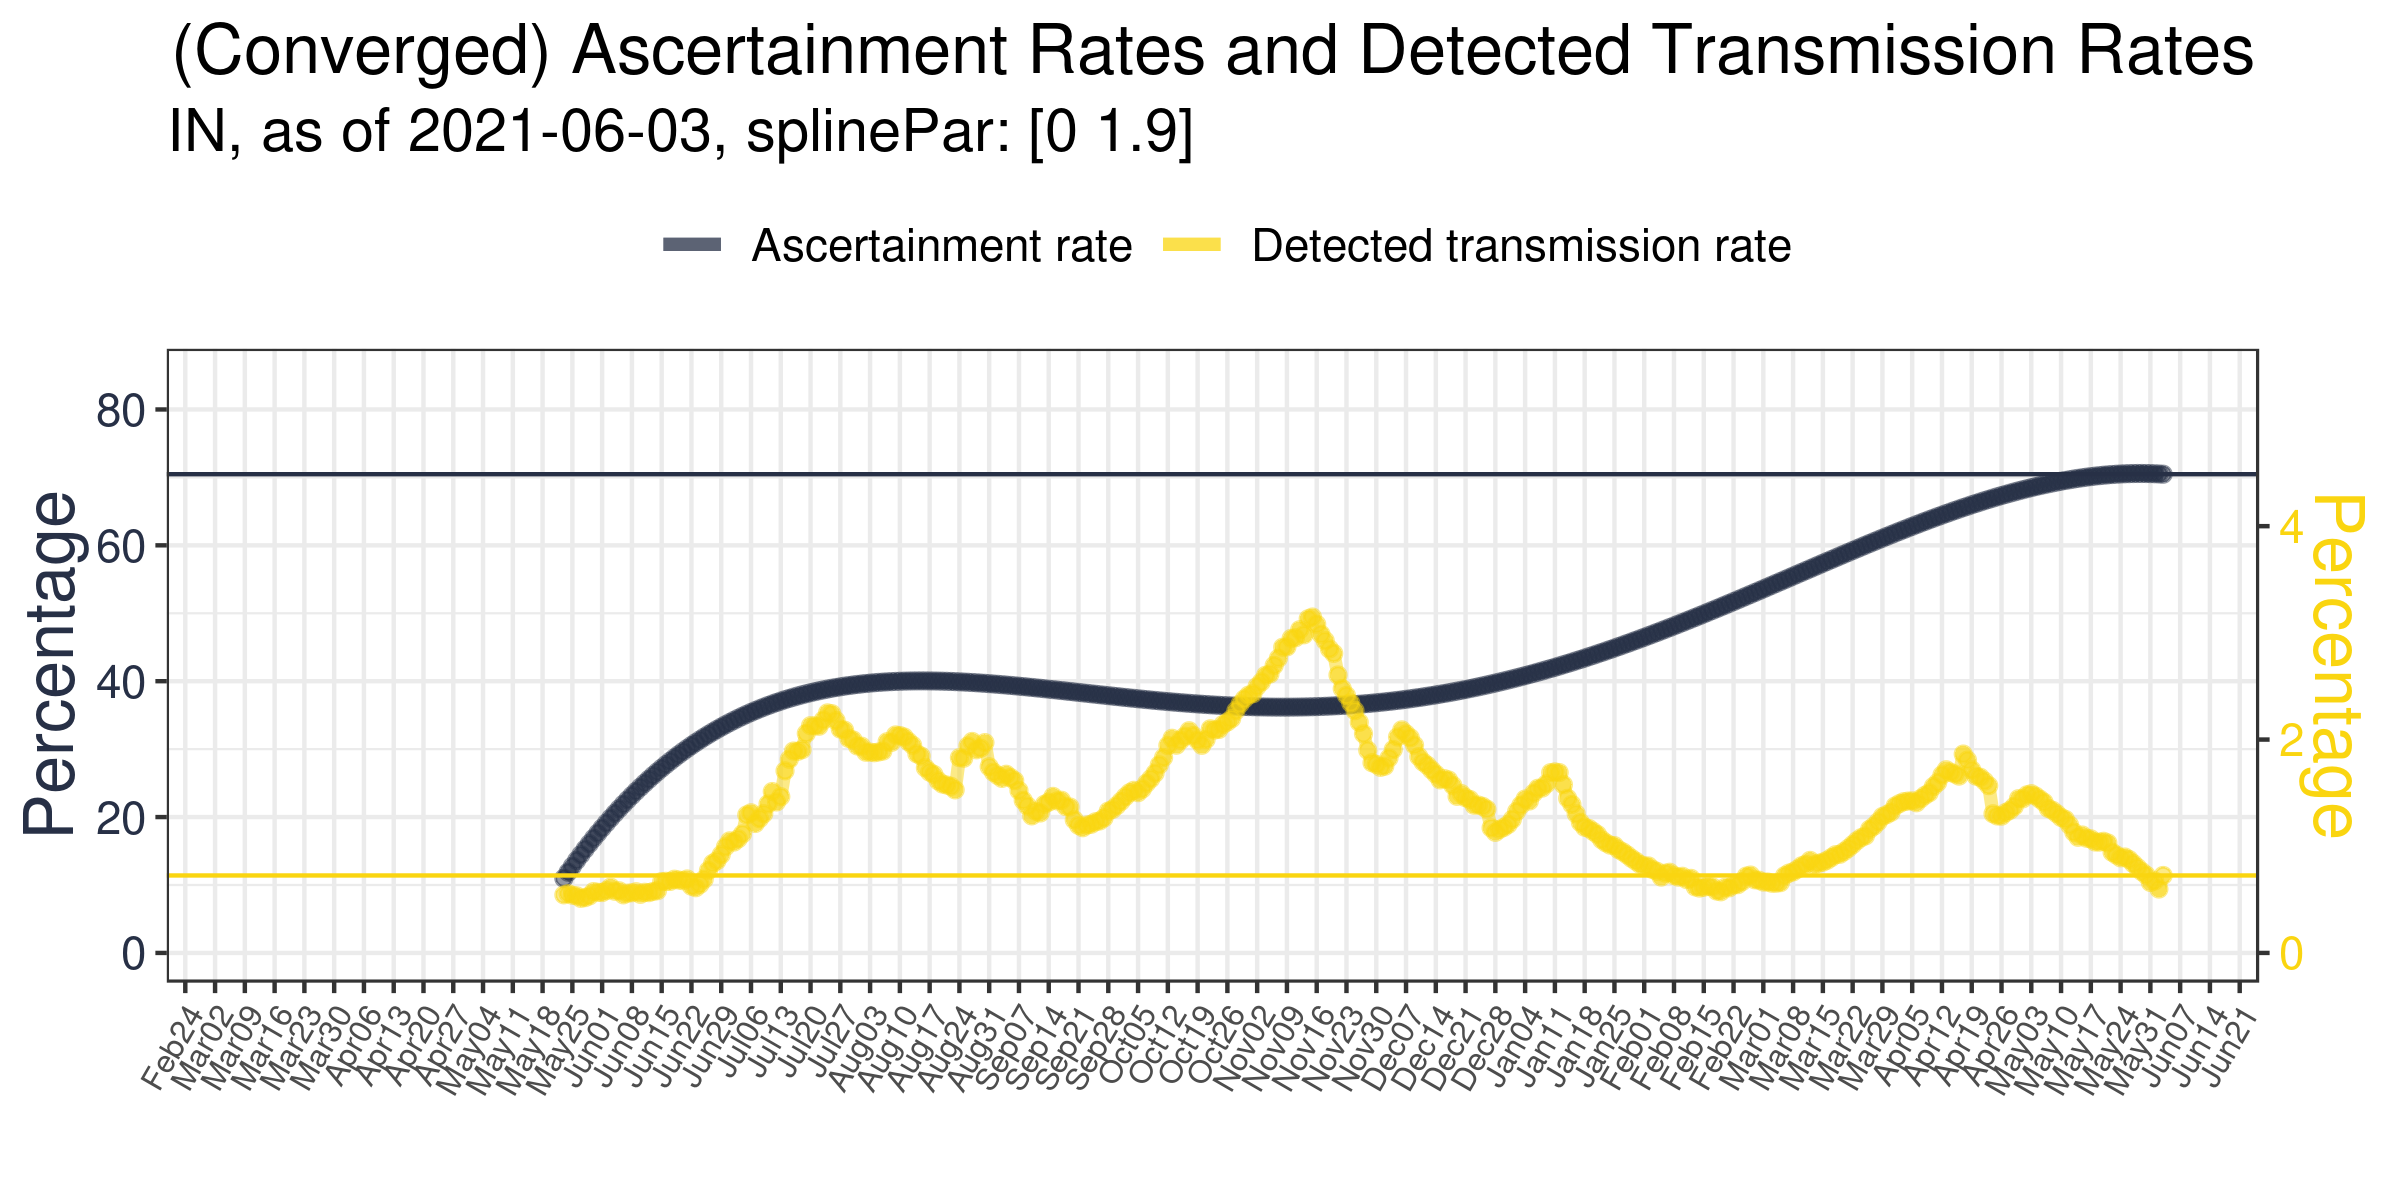 (Converged) Ascertainment Rates and Detected Transmission Rates
IN, as of 2021-06-03, splinePar: [0 1.9]
Ascertainment rate
Detected transmission rate
Percentage
80
60
40
20
0
4
2
0
Percentage
Feb24
Mar02
Mar09
Mar16
Mar23
Mar30
Apr06
Apr13
Apr20
Apr27
May04
May11
May18
May25
Jun01
Jun08
Jun15
Jun22
Jun29
Jul06
Jul13
Jul20
Jul27
Aug03
Aug10
Aug17
Aug24
Aug31
Sep07
Sep14
Sep21
Sep28
Oct05
Oct12
Oct19
Oct26
Nov02
Nov09
Nov16
Nov23
Nov30
Dec07
Dec14
Dec21
Dec28
Jan04
Jan11
Jan18
Jan25
Feb01
Feb08
Feb15
Feb22
Mar01
Mar08
Mar15
Mar22
Mar29
Apr05
Apr12
Apr19
Apr26
May03
May10
May17
May24
May31
Jun07
Jun14
Jun21